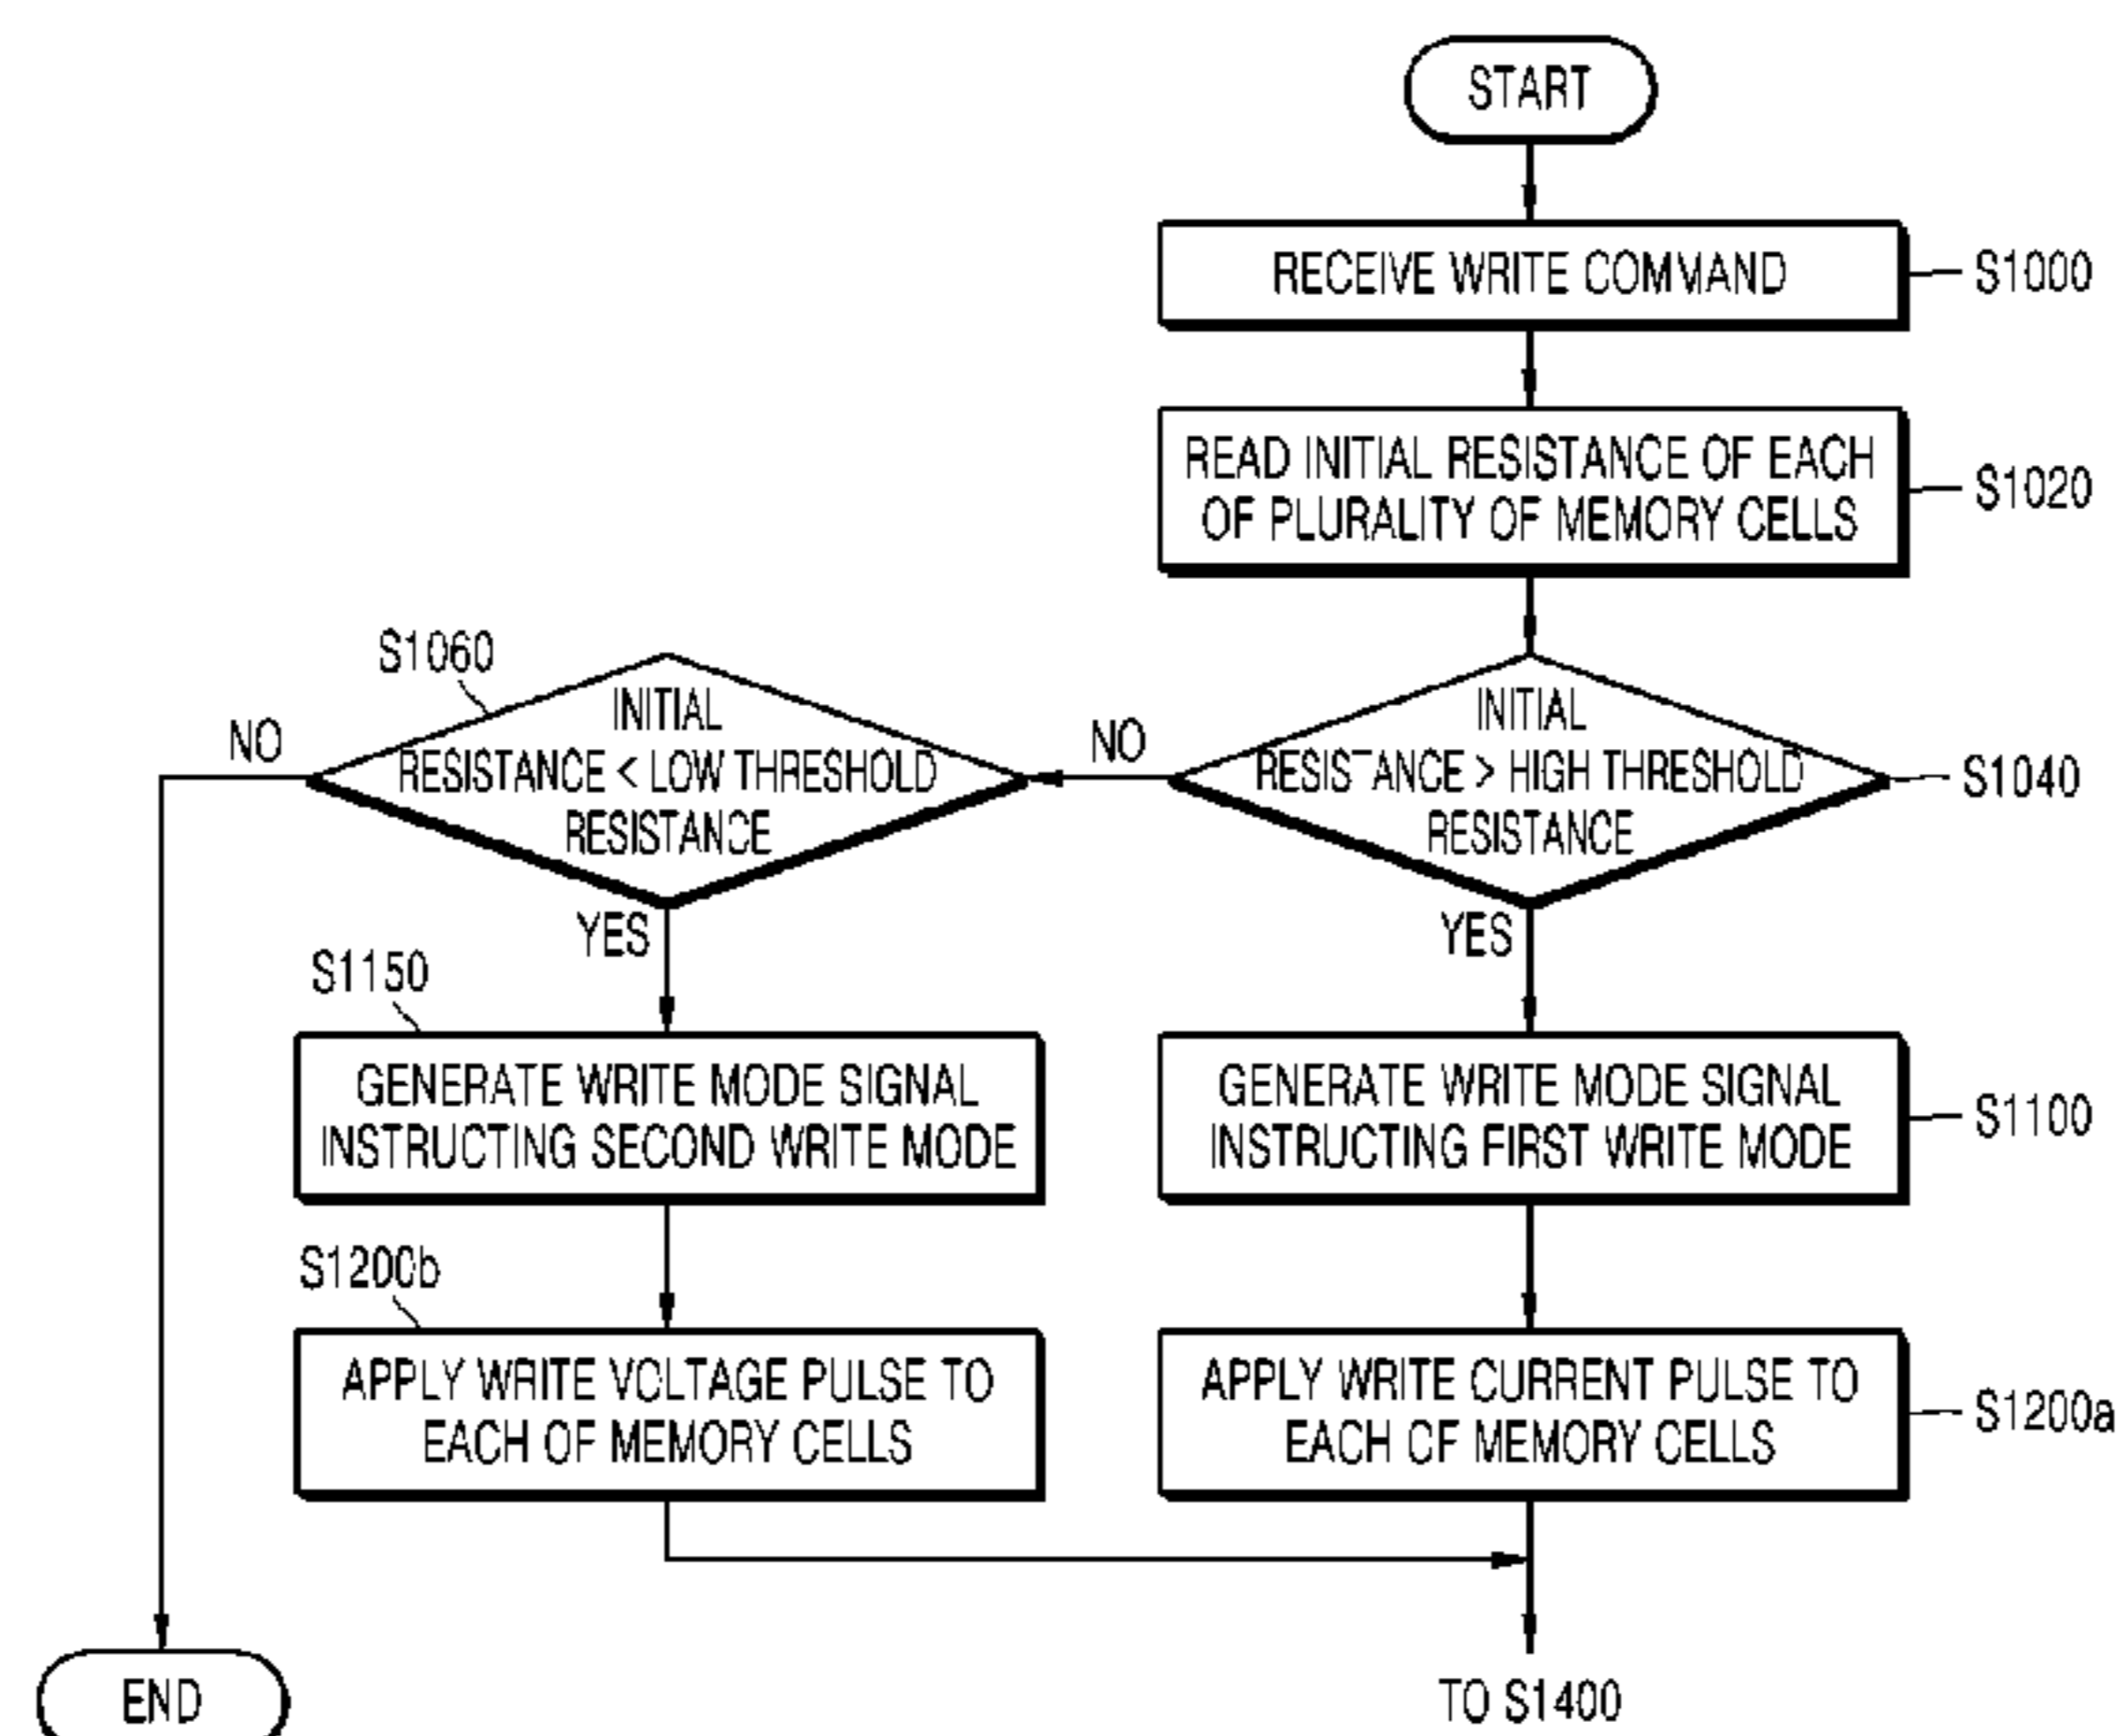 START
RECEIVE WRITE COMMAND
S1000
READ INITIAL RESISTANCE OF EACH
OF PLURALITY OF MEMORY CELLS
S1020
INITIAL
RESISTANCE > HIGH THRESHOLD
RESISTANCE
S1040
NO
YES
S1060
INITIAL
RESISTANCE < LOW THRESHOLD
RESISTANCE
NO
YES
S1150
GENERATE WRITE MODE SIGNAL
INSTRUCTING SECOND WRITE MODE
GENERATE WRITE MODE SIGNAL
INSTRUCTING FIRST WRITE MODE
S1100
S1200b
APPLY WRITE VOLTAGE PULSE TO
EACH OF MEMORY CELLS
APPLY WRITE CURRENT PULSE TO
EACH OF MEMORY CELLS
S1200a
END
TO S1400